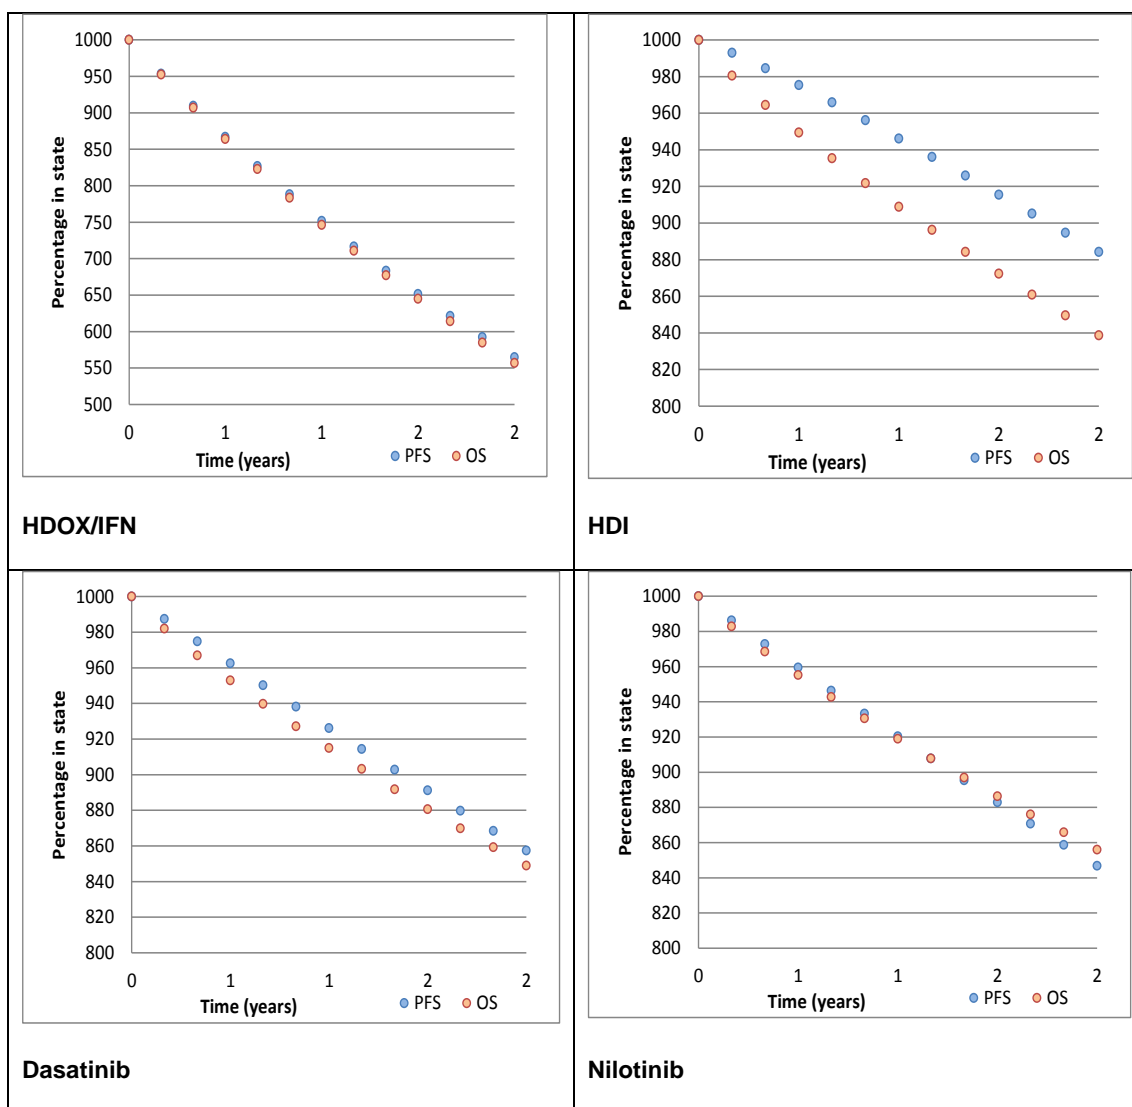 1000
950
900
850
800
750
700
650
600
550
500
Percentage in state
0 1 1 2 2
Time (years)
PFS OS
HDOX/IFN
1000
980
960
940
920
900
880
860
840
820
800
Percentage in state
0 1 1 2 2
Time (years)
PFS OS
HDI
1000
980
960
940
920
900
880
860
840
820
800
Percentage in state
0 1 1 2 2
Time (years)
PFS OS
Dasatinib
1000
980
960
940
920
900
880
860
840
820
800
Percentage in state
0 1 1 2 2
Time (years)
PFS OS
Nilotinib